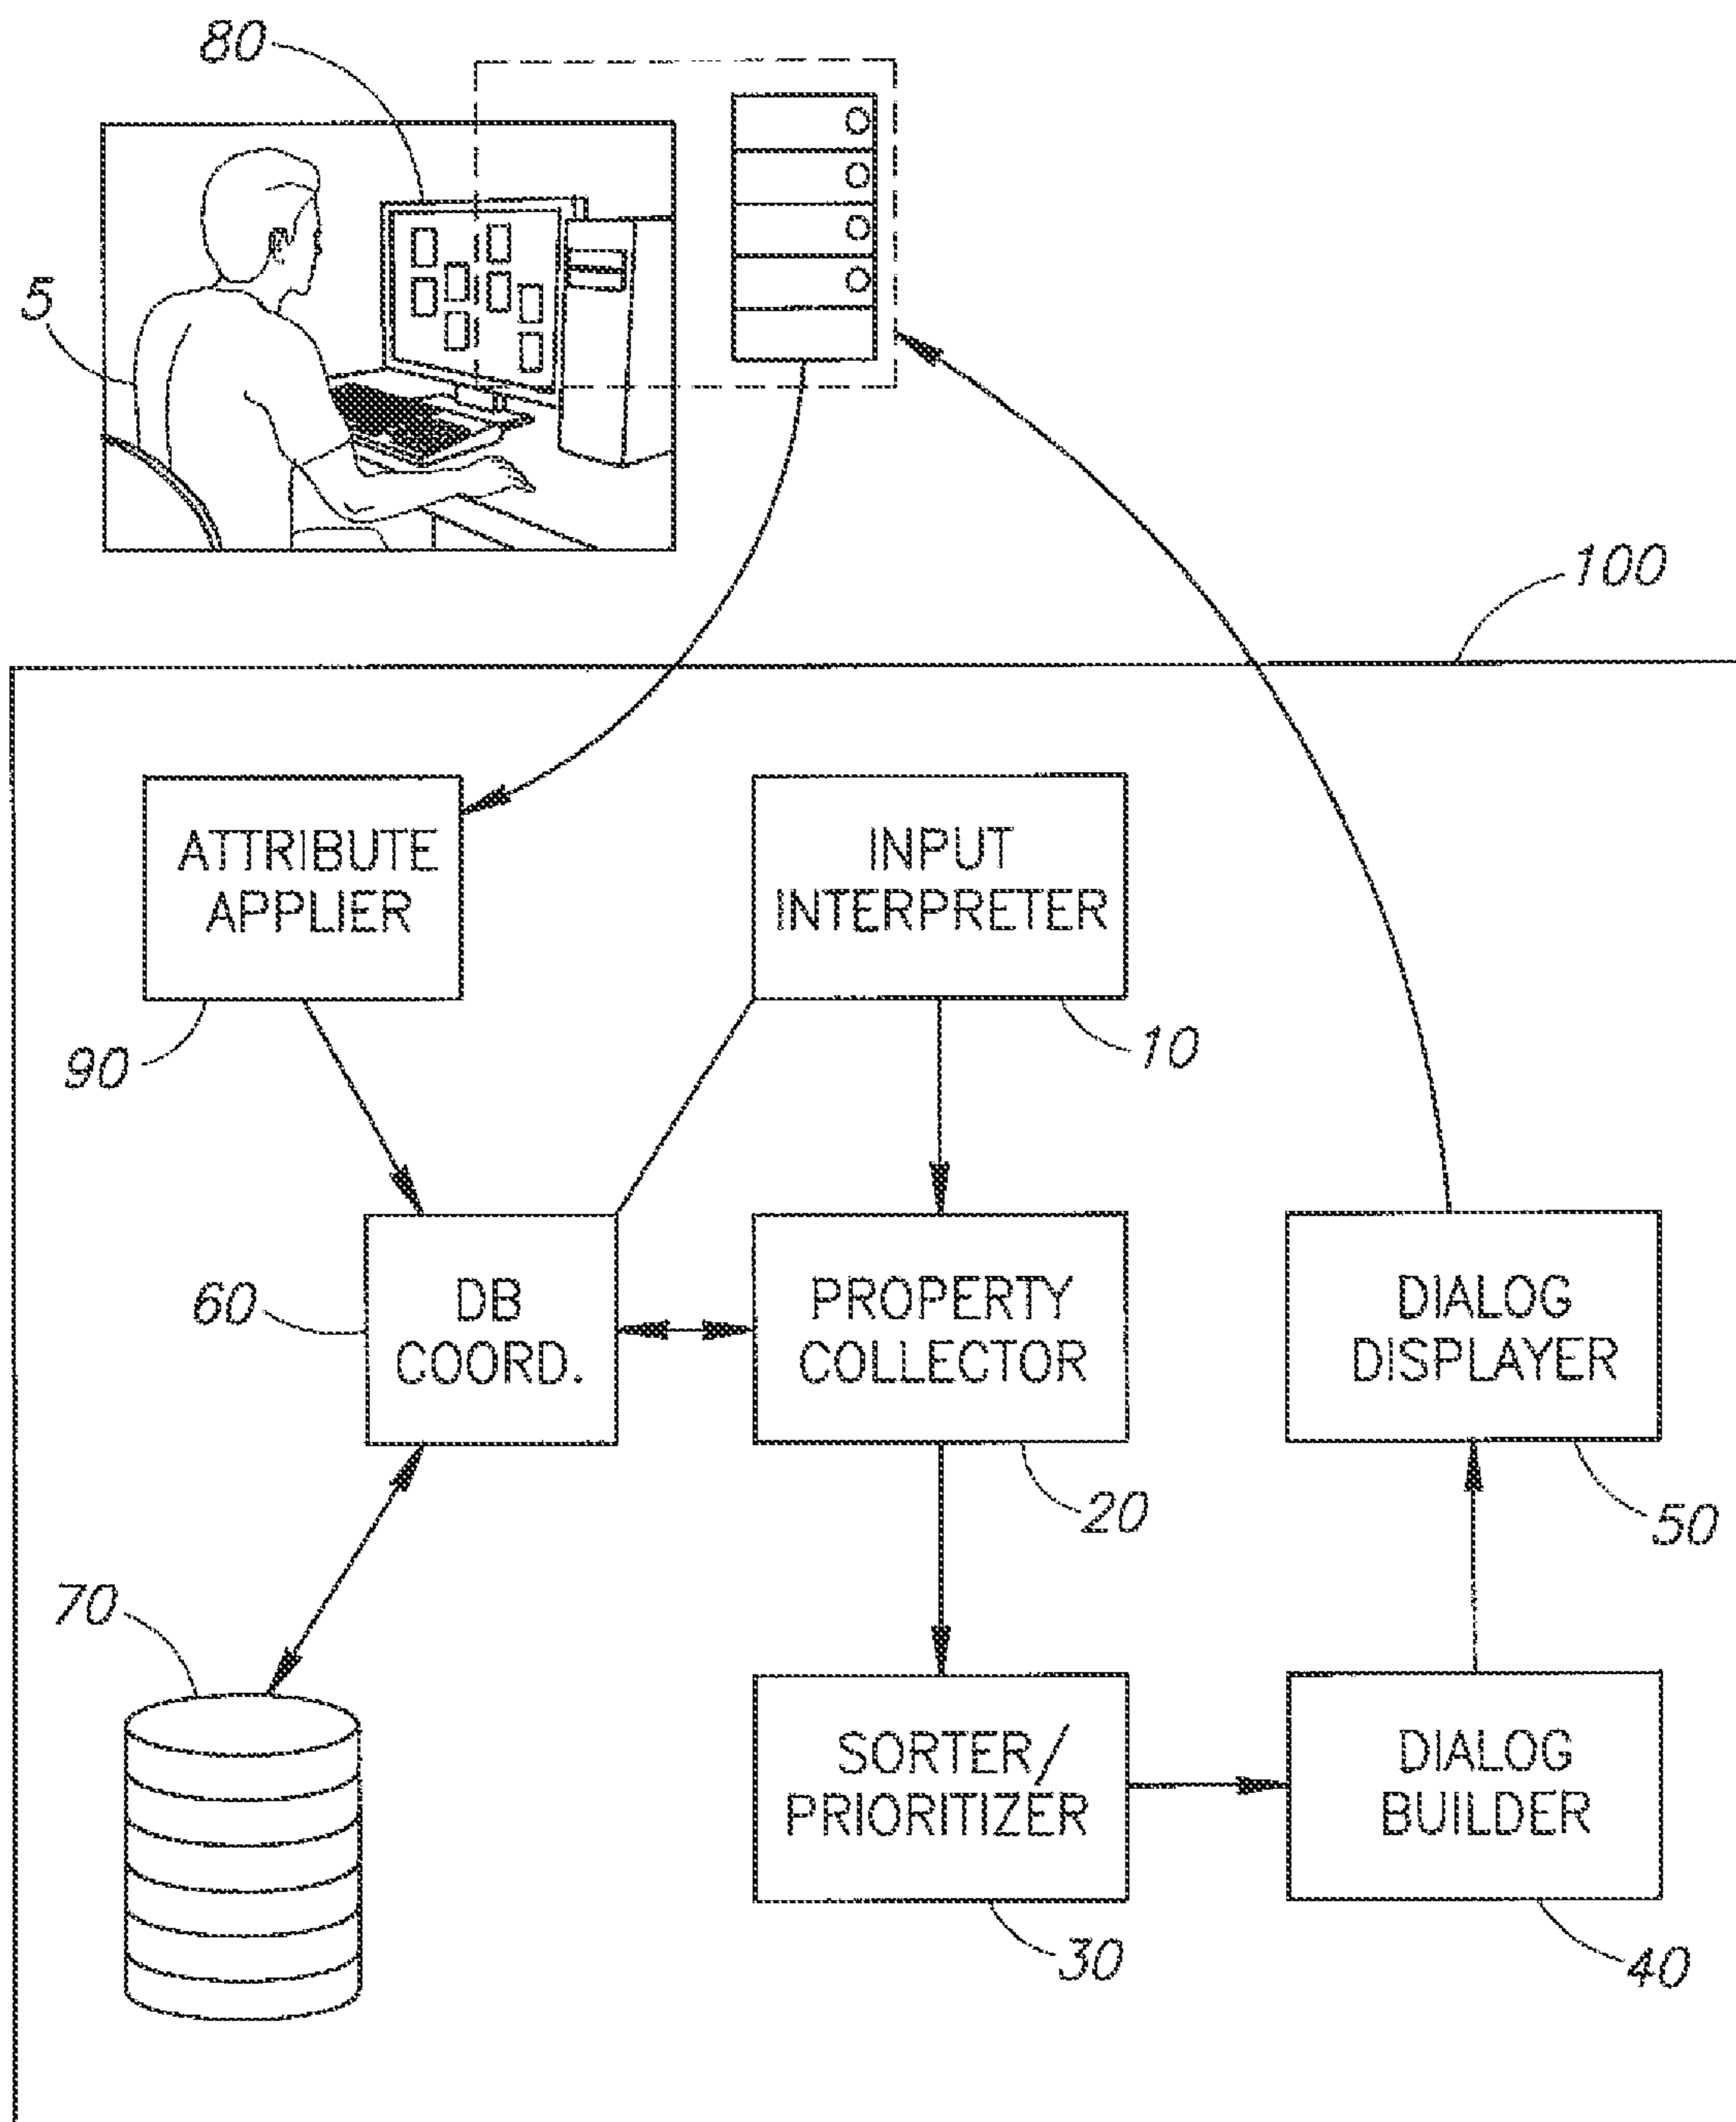 80
5
100
ATTRIBUTE
APPLIER
INPUT
INTERPRETER
90
10
60
DB
COORD.
PROPERTY
COLLECTOR
DIALOG
DISPLAYER
20
50
70
SORTER/
PRIORITIZER
DIALOG
BUILDER
30
40